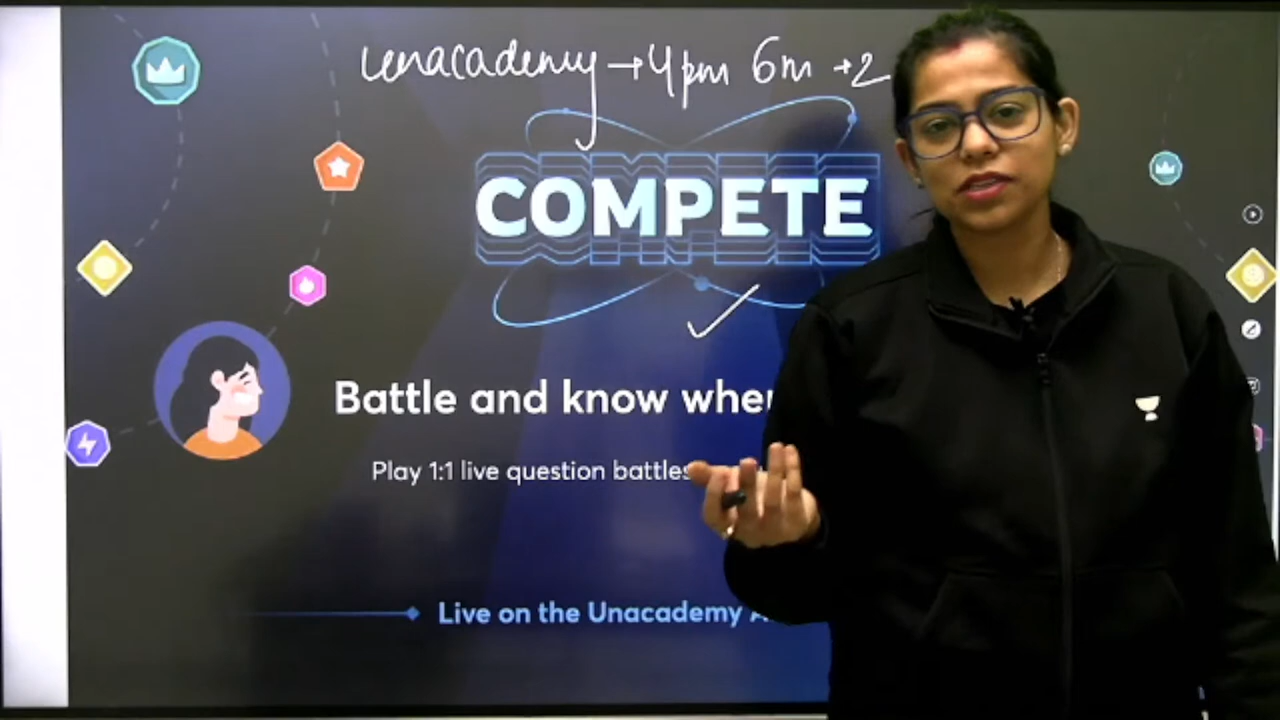 unacademy → 4pm 6m → 2
COMPETE
Battle and know wher
Play 1:1 live question battles
Live on the Unacademy A